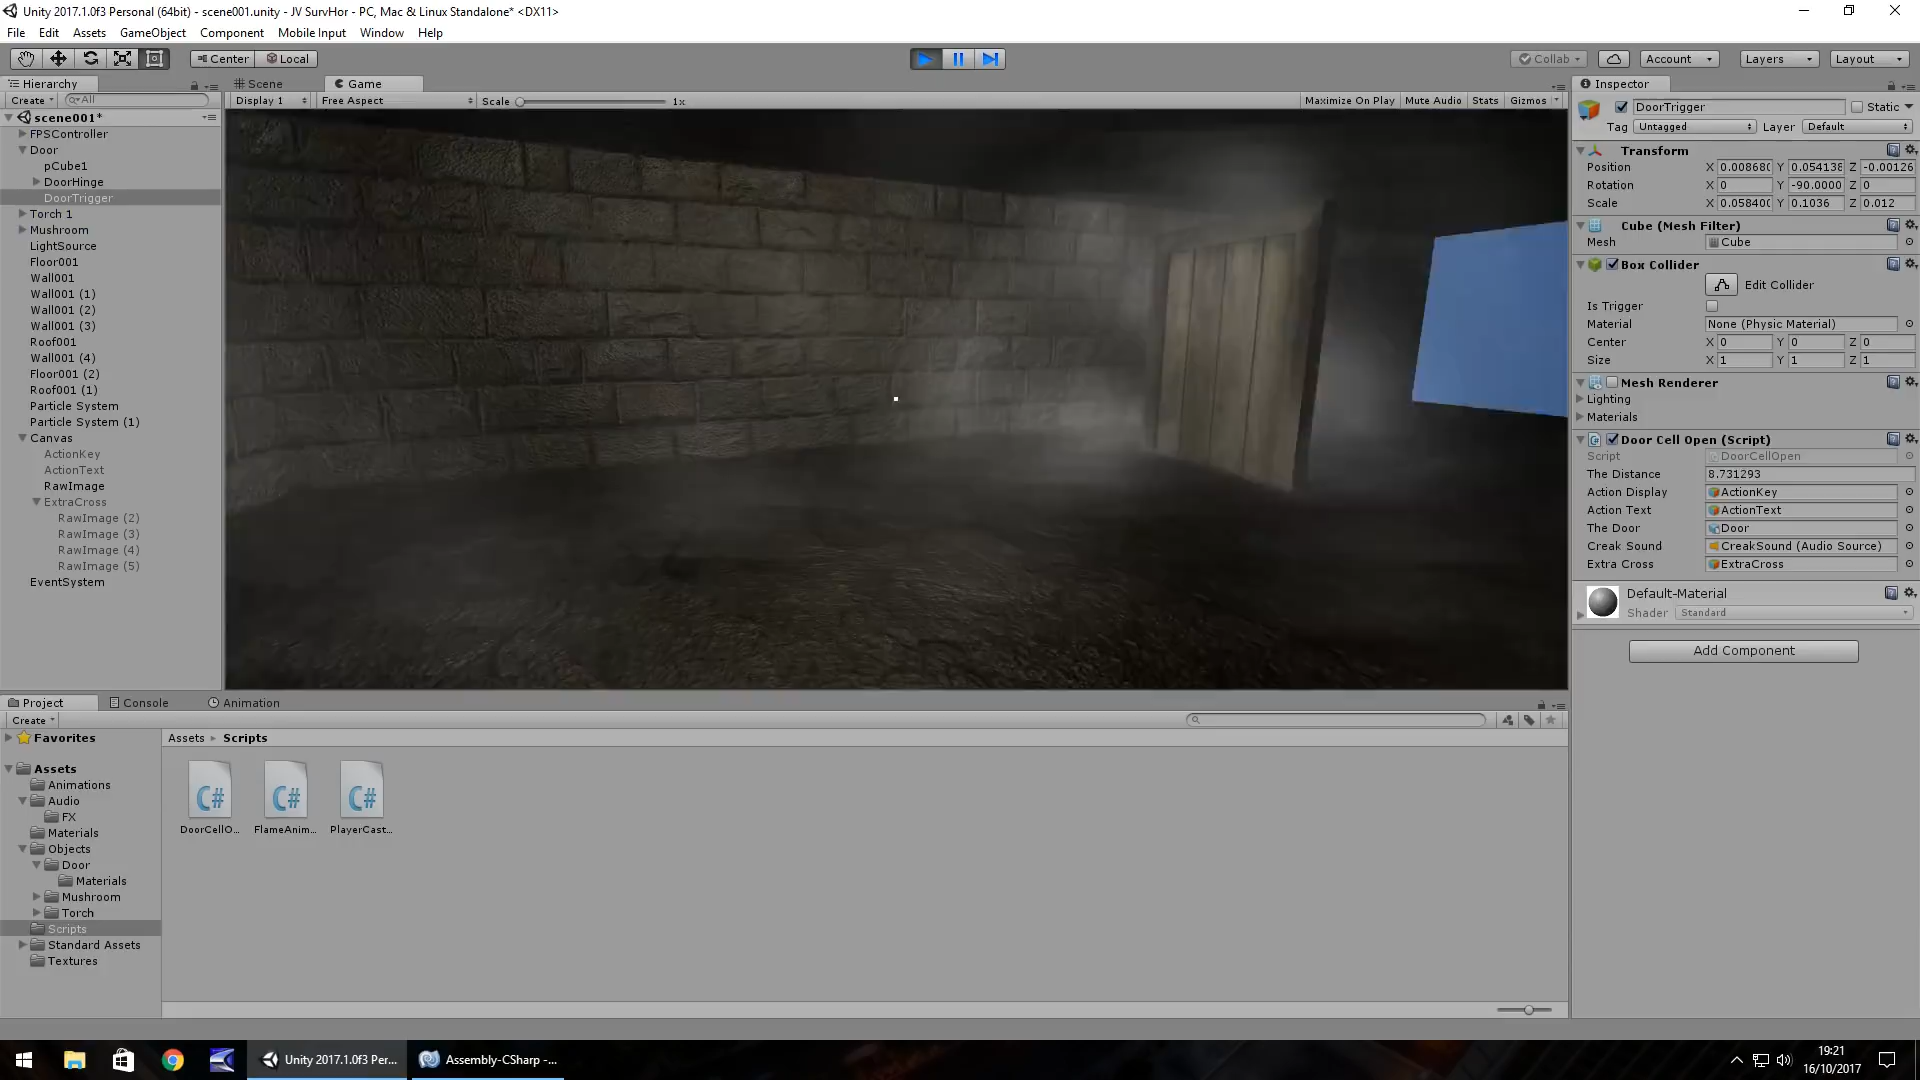 Unity 2017.1.0f3 Personal (64bit) - scene001.unity - JV SurvHor - PC, Mac & Linux Standalone* <DX11>
File Edit Assets GameObject Component Mobile Input Window Help
Center Local Collab Account Layers Layout
Hierarchy
Create All
scene001*
FPSController
Door
pCube1
DoorHinge
DoorTrigger
Torch 1
Mushroom
LightSource
Floor001
Wall001
Wall001 (1)
Wall001 (2)
Wall001 (3)
Roof001
Wall001 (4)
Floor001 (2)
Roof001 (1)
Particle System
Particle System (1)
Canvas
ActionKey
ActionText
RawImage
ExtraCross
RawImage (2)
RawImage (3)
RawImage (4)
RawImage (5)
EventSystem
Scene Game
Display 1 Free Aspect Scale 1x Maximize On Play Mute Audio Stats Gizmos
Inspector
DoorTrigger Static
Tag Untagged Layer Default
Transform
Position X 0.008680 Y 0.054138 Z -0.00126
Rotation X 0 Y -90.0000 Z 0
Scale X 0.058400 Y 0.1036 Z 0.012
Cube (Mesh Filter)
Mesh Cube
Box Collider
Edit Collider
Is Trigger
Material None (Physic Material)
Center X 0 Y 0 Z 0
Size X 1 Y 1 Z 1
Mesh Renderer
Lighting
Materials
Door Cell Open (Script)
Script DoorCellOpen
The Distance 8.731293
Action Display ActionKey
Action Text ActionText
The Door Door
Creak Sound CreakSound (Audio Source)
Extra Cross ExtraCross
Default-Material
Shader Standard
Add Component
Project Console Animation
Create
Favorites
Assets
Animations
Audio
FX
Materials
Objects
Door
Materials
Mushroom
Torch
Scripts
Standard Assets
Textures
Assets Scripts
C# C# C#
DoorCellO... FlameAnim... PlayerCast...
Unity 2017.1.0f3 Per... Assembly-CSharp -...
19:21
16/10/2017